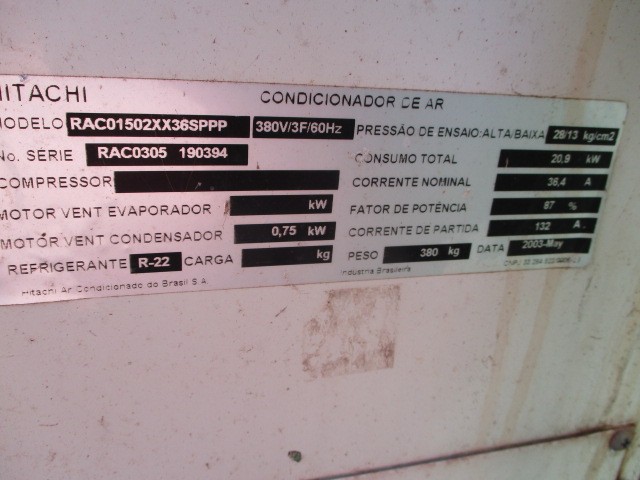 HITACHI CONDICIONADOR DE AR
MODELO RAC01502XX36SPPP 380V/3F/60Hz PRESSÃO DE ENSAIO:ALTA/BAIXA 28/13 kg/cm2
No. SÉRIE RAC0305 190394 CONSUMO TOTAL 20,9 kW
COMPRESSOR CORRENTE NOMINAL 36,4 A
MOTOR VENT EVAPORADOR kW FATOR DE POTÊNCIA 87 %
MOTOR VENT CONDENSADOR 0,75 kW CORRENTE DE PARTIDA 132 A
REFRIGERANTE R-22 CARGA kg PESO 380 kg DATA 2003-May
Hitachi Ar Condicionado do Brasil S.A. Indústria Brasileira